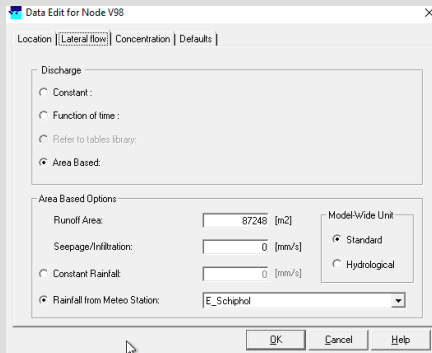 Data Edit for Node V98
Location Lateral flow Concentration Defaults
Discharge
Constant :
Function of time :
Refer to tables library:
Area Based:
Area Based Options
Runoff Area: 87248 [m2]
Model-Wide Unit
Seepage/Infiltration: 0 [mm/s]
Standard
Constant Rainfall: 0 [mm/s]
Hydrological
Rainfall from Meteo Station: E_Schiphol
OK Cancel Help